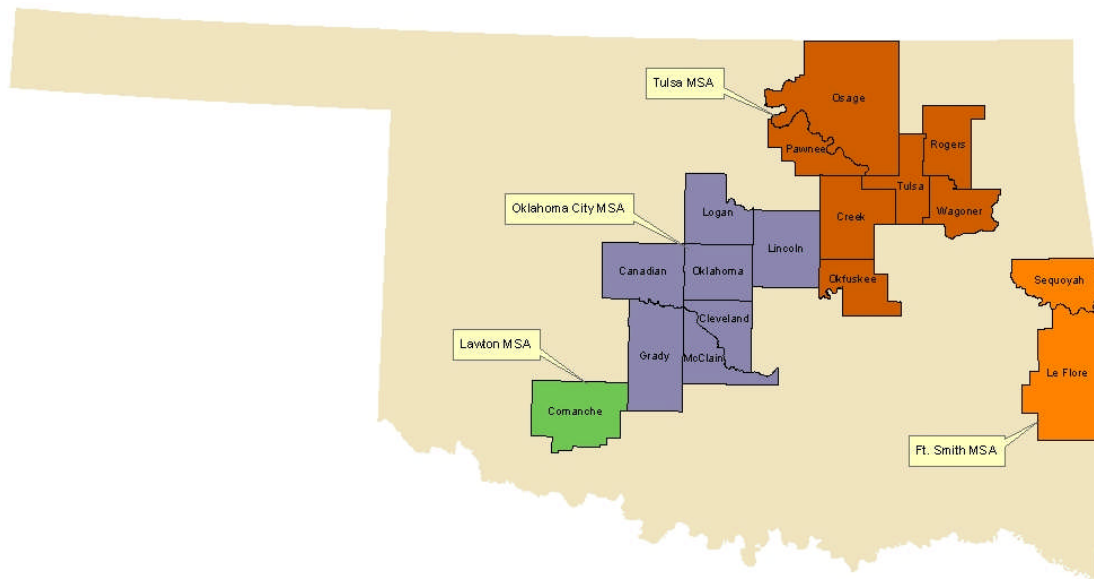 Tulsa MSA
Osage
Rogers
Pawnee
Tulsa
Oklahoma City MSA
Logan
Creek
Wagoner
Lincoln
Canadian
Oklahoma
Okfuskee
Sequoyah
Cleveland
Lawton MSA
Grady
McClain
Le Flore
Comanche
Ft. Smith MSA